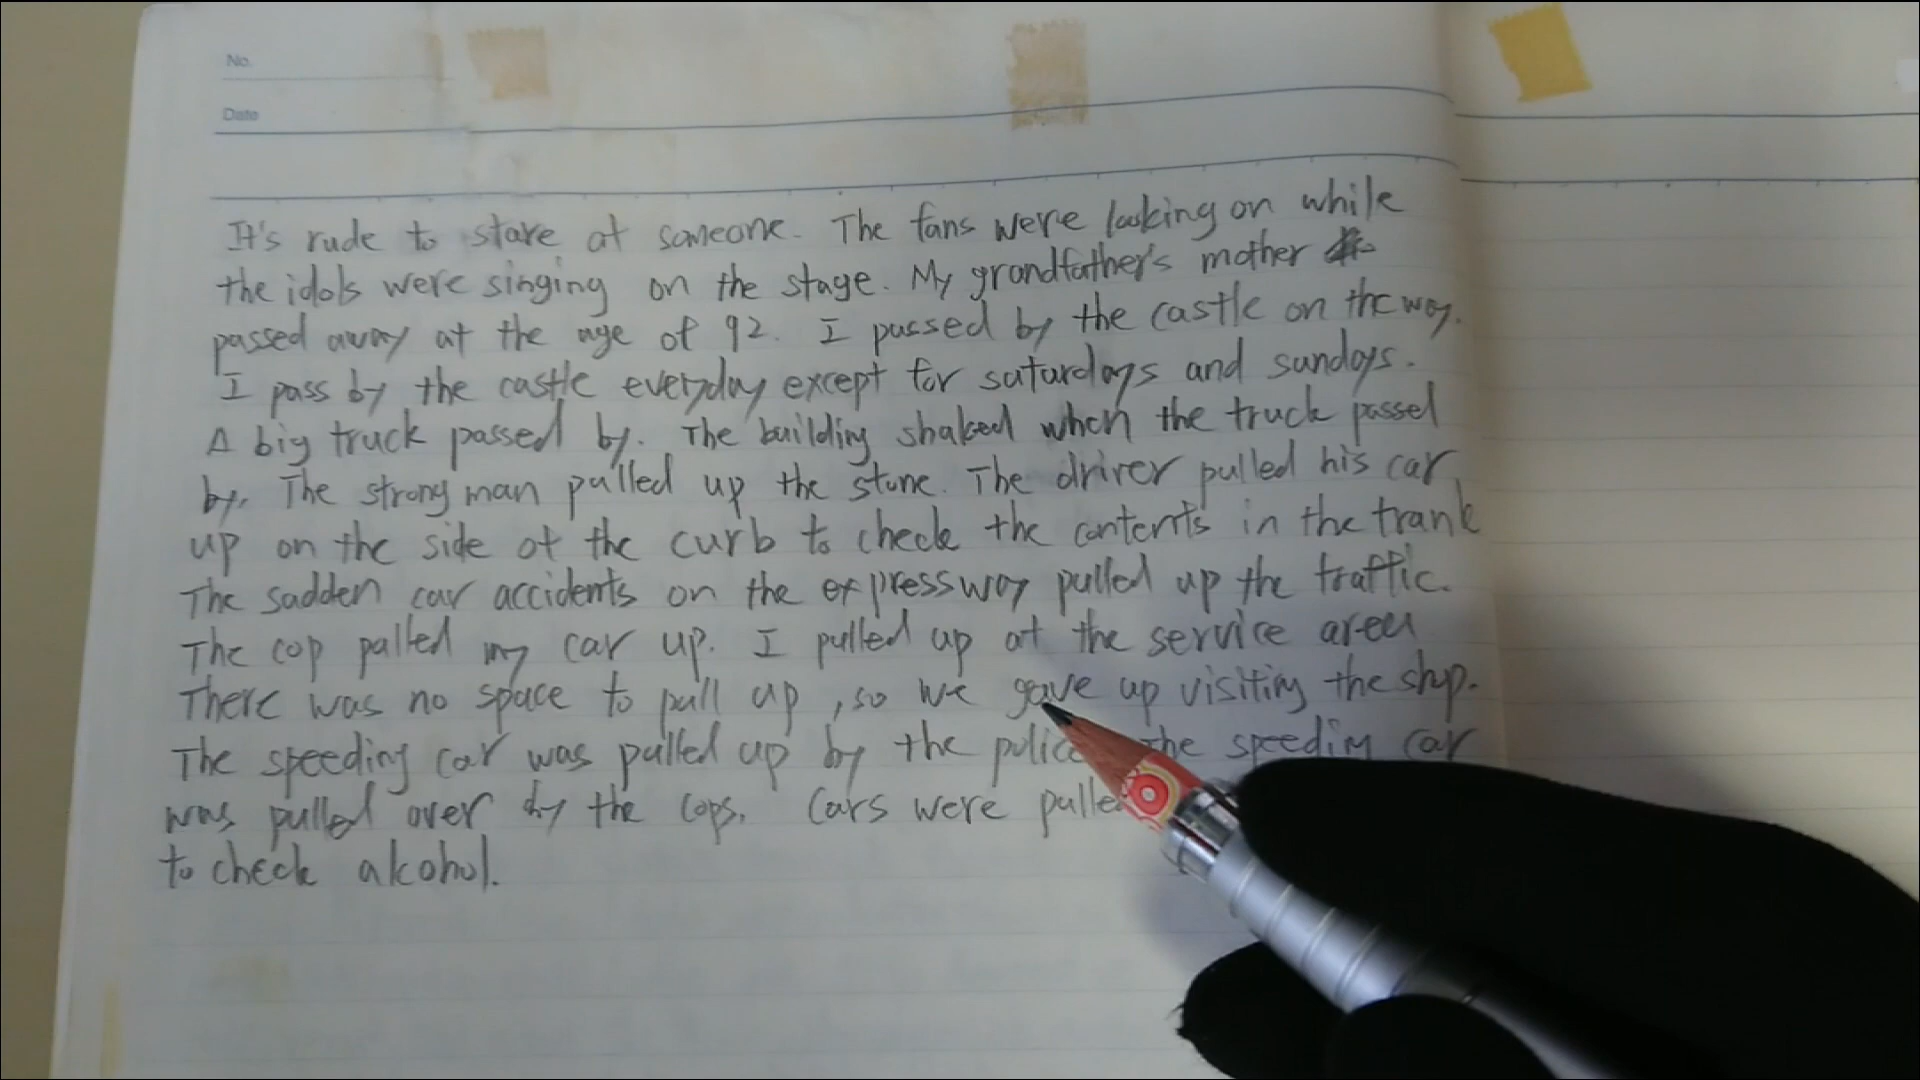 No.
Date
It's rude to stare at someone. The fans were looking on while
the idols were singing on the stage. My grandfather's mother
passed away at the age of 92. I passed by the castle on the way.
I pass by the castle everyday except for saturdays and sundays.
A big truck passed by. The building shaked when the truck passed
by. The strong man pulled up the stone. The driver pulled his car
up on the side of the curb to check the contents in the trank
The sadden car accidents on the expressway pulled up the traffic.
The cop palled my car up. I pulled up at the service area
There was no space to pull up, so we gave up visiting the shop.
The speeding car was pulled up by the police the speeding car
was pulled over by the cops. Cars were pulled
to check alcohol.